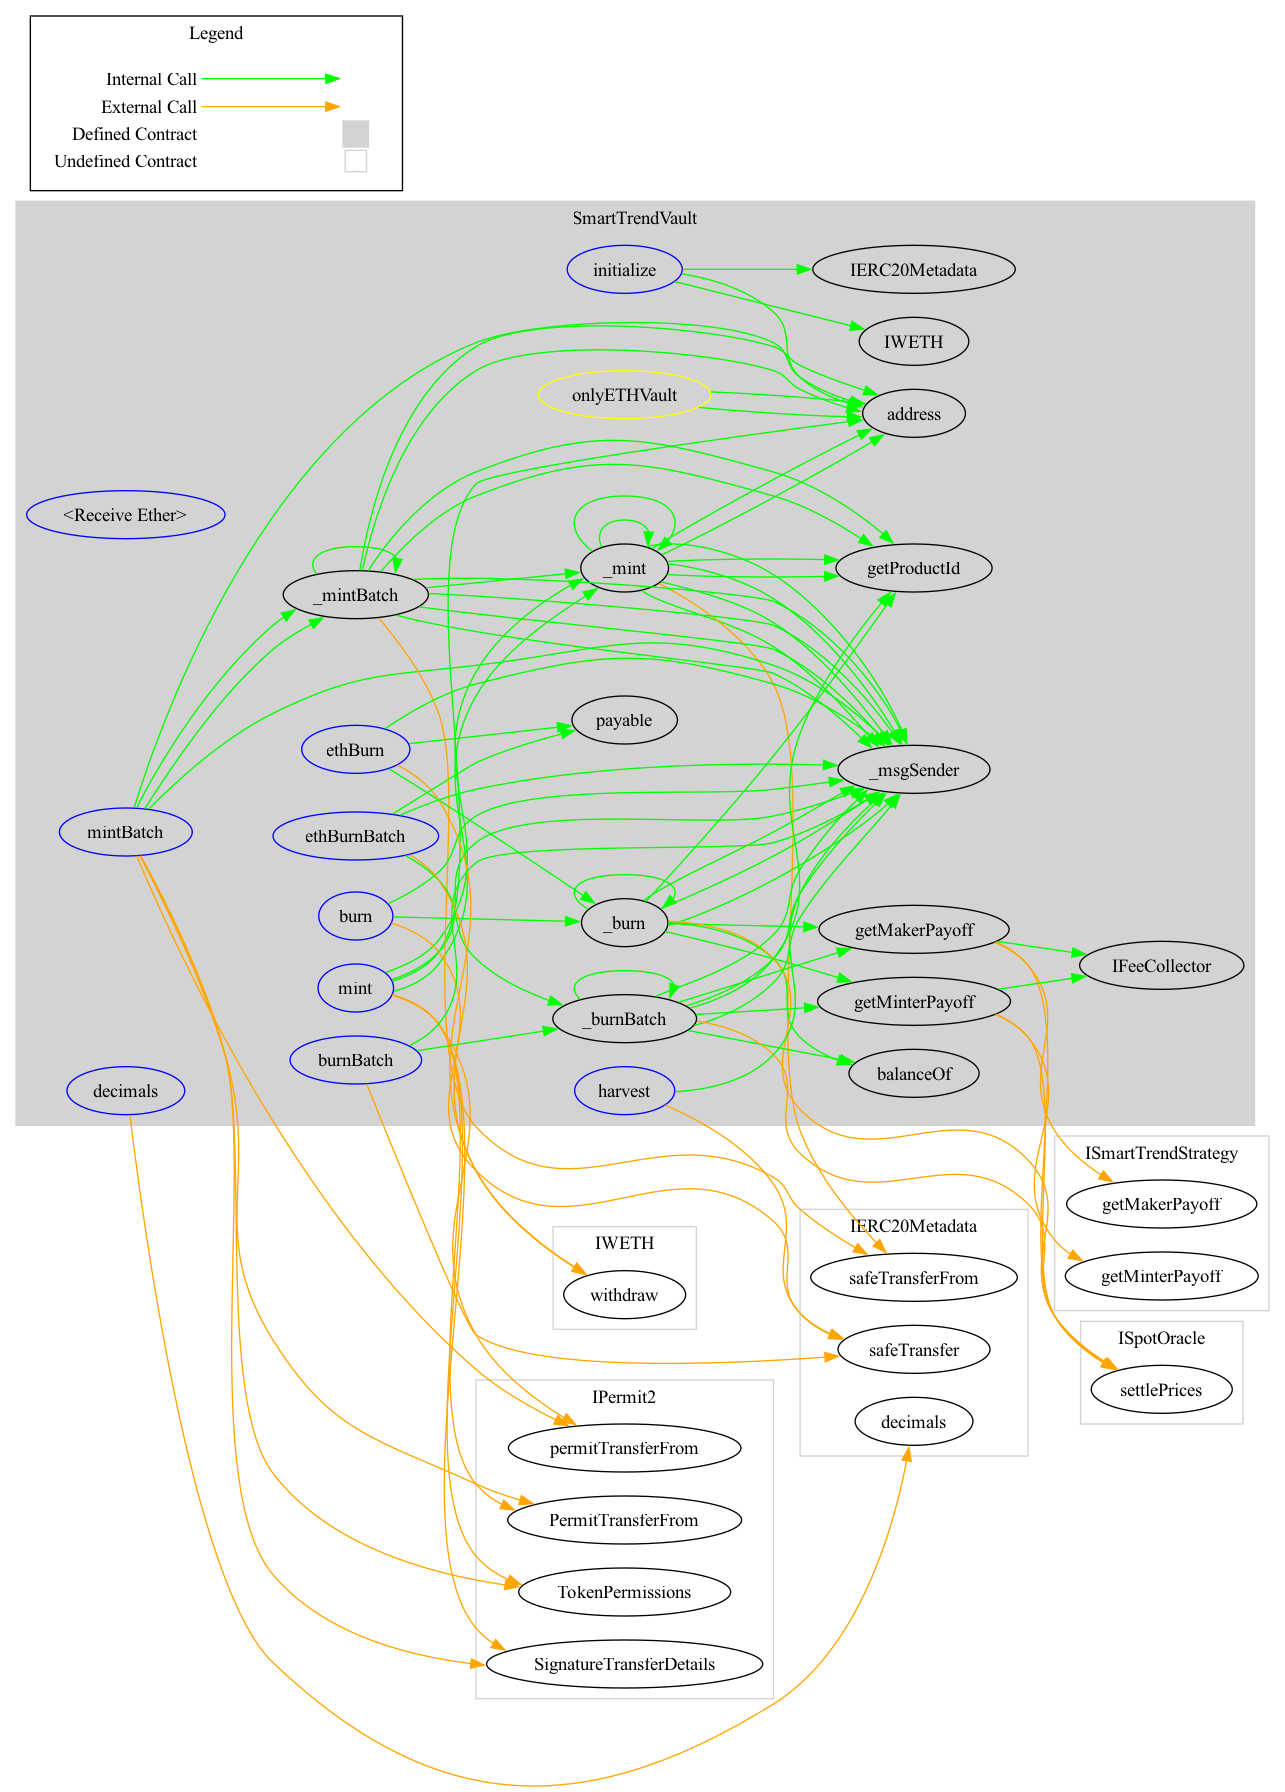 Legend
Internal Call
External Call
Defined Contract
Undefined Contract
SmartTrendVault
initialize
IERC20Metadata
IWETH
onlyETHVault
address
<Receive Ether>
_mintBatch
_mint
getProductId
ethBurn
payable
_msgSender
mintBatch
ethBurnBatch
burn
_burn
getMakerPayoff
IFeeCollector
mint
getMinterPayoff
_burnBatch
burnBatch
balanceOf
decimals
harvest
ISmartTrendStrategy
getMakerPayoff
getMinterPayoff
IERC20Metadata
safeTransferFrom
safeTransfer
decimals
IWETH
withdraw
ISpotOracle
settlePrices
IPermit2
permitTransferFrom
PermitTransferFrom
TokenPermissions
SignatureTransferDetails